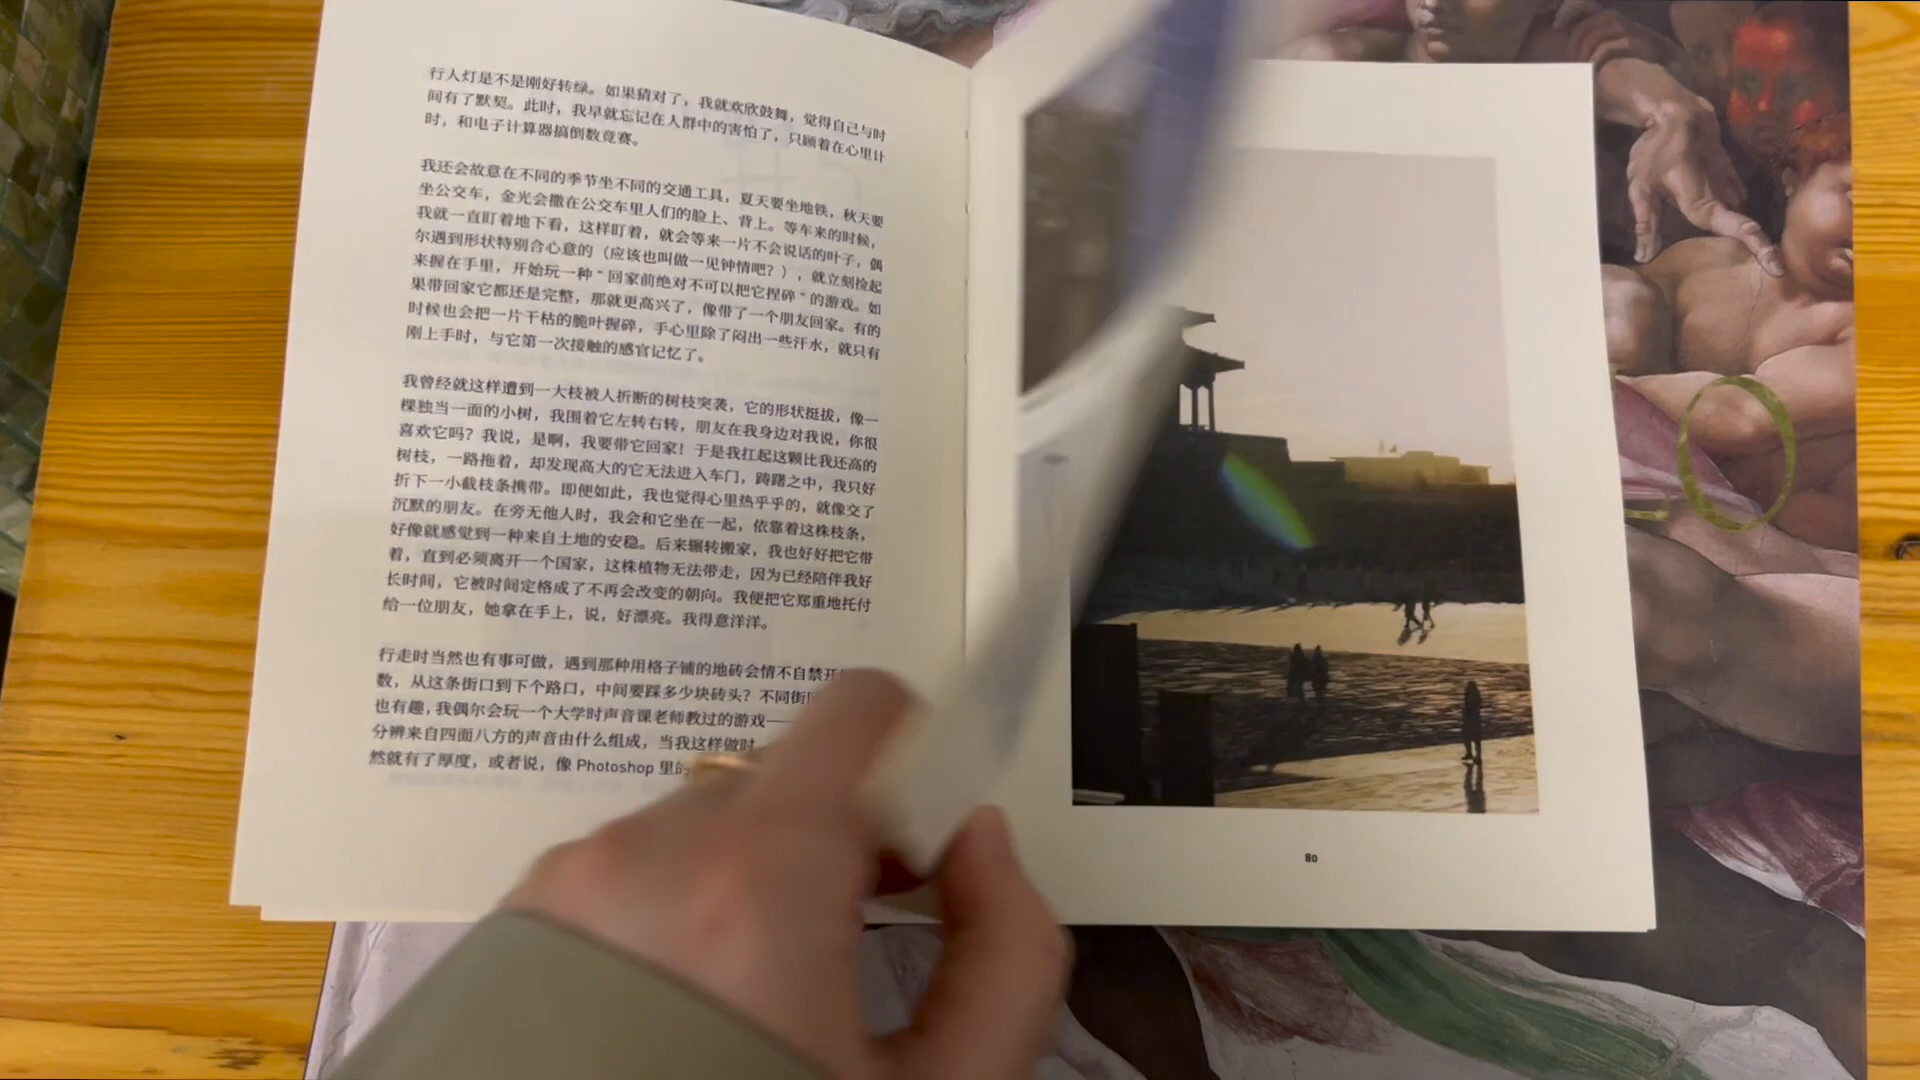 行人灯是不是刚好转绿。如果猜对了，我就欢欣鼓舞，觉得自己与时
间有了默契。此时，我早就忘记在人群中的害怕了，只顾着在心里计
时，和电子计算器搞倒数竞赛。
我还会故意在不同的季节坐不同的交通工具，夏天要坐地铁，秋天要
坐公交车，金光会撒在公交车里人们的脸上、背上。等车来的时候，
我就一直盯着地下看，这样盯着，就会等来一片不会说话的叶子，偶
尔遇到形状特别合心意的（应该也叫做一见钟情吧？），就立刻捡起
来握在手里，开始玩一种“回家前绝对不可以把它捏碎”的游戏。如
果带回家它都还是完整，那就更高兴了，像带了一个朋友回家。有的
时候也会把一片干枯的脆叶握碎，手心里除了闷出一些汗水，就只有
刚上手时，与它第一次接触的感官记忆了。
我曾经就这样遭到一大枝被人折断的树枝突袭，它的形状挺拔，像一
棵独当一面的小树，我围着它左转右转，朋友在我身边对我说，你很
喜欢它吗？我说，是啊，我要带它回家！于是我扛起这颗比我还高的
树枝，一路拖着，却发现高大的它无法进入车门，踌躇之中，我只好
折下一小截枝条携带。即便如此，我也觉得心里热乎乎的，就像交了
沉默的朋友。在旁无他人时，我会和它坐在一起，依靠着这株枝条，
好像就感觉到一种来自土地的安稳。后来辗转搬家，我也好好把它带
着，直到必须离开一个国家，这株植物无法带走，因为已经陪伴我好
长时间，它被时间定格成了不再会改变的朝向。我便把它郑重地托付
给一位朋友，她拿在手上，说，好漂亮。我得意洋洋。
行走时当然也有事可做，遇到那种用格子铺的地砖会情不自禁开
数，从这条街口到下个路口，中间要踩多少块砖头？不同街
也有趣，我偶尔会玩一个大学时声音课老师教过的游戏——
分辨来自四面八方的声音由什么组成，当我这样做时
然就有了厚度，或者说，像 Photoshop 里的
80